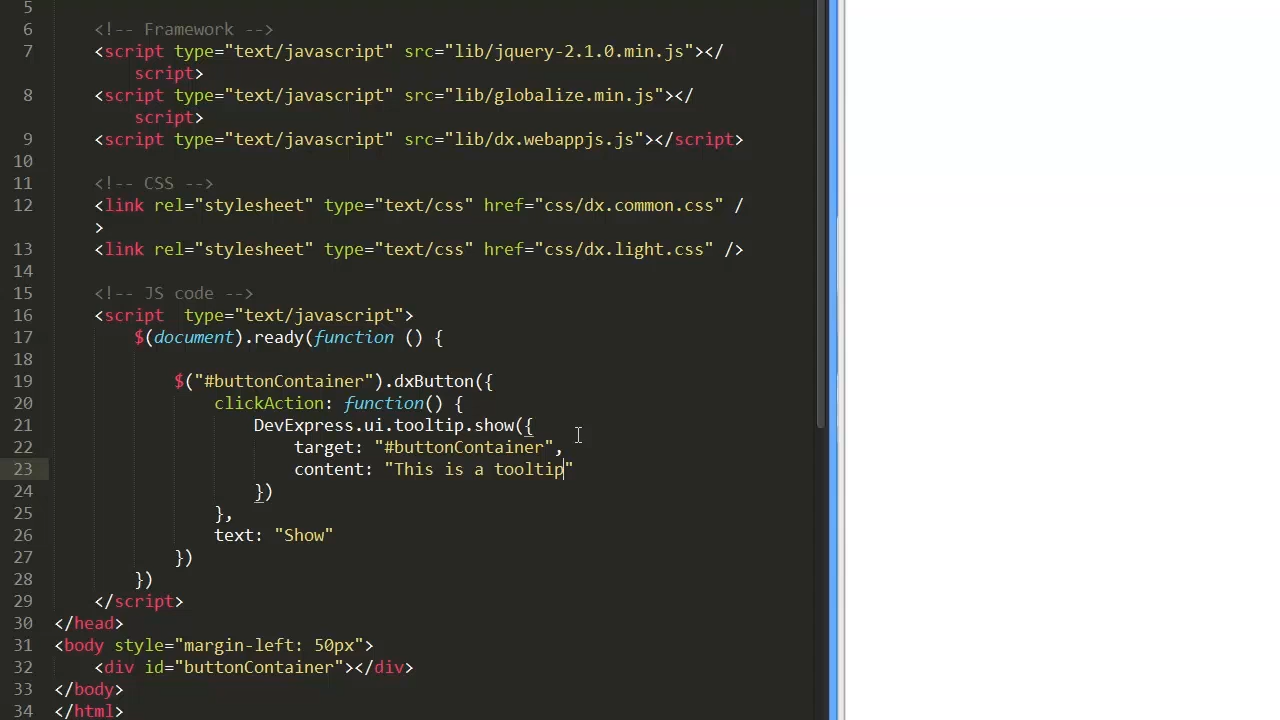 5
6 <!-- Framework -->
7 <script type="text/javascript" src="lib/jquery-2.1.0.min.js"></
script>
8 <script type="text/javascript" src="lib/globalize.min.js"></
script>
9 <script type="text/javascript" src="lib/dx.webappjs.js"></script>
10
11 <!-- CSS -->
12 <link rel="stylesheet" type="text/css" href="css/dx.common.css" /
>
13 <link rel="stylesheet" type="text/css" href="css/dx.light.css" />
14
15 <!-- JS code -->
16 <script  type="text/javascript">
17 $(document).ready(function () {
18
19 $("#buttonContainer").dxButton({
20 clickAction: function() {
21 DevExpress.ui.tooltip.show({
22 target: "#buttonContainer",
23 content: "This is a tooltip"
24 })
25 },
26 text: "Show"
27 })
28 })
29 </script>
30 </head>
31 <body style="margin-left: 50px">
32 <div id="buttonContainer"></div>
33 </body>
34 </html>